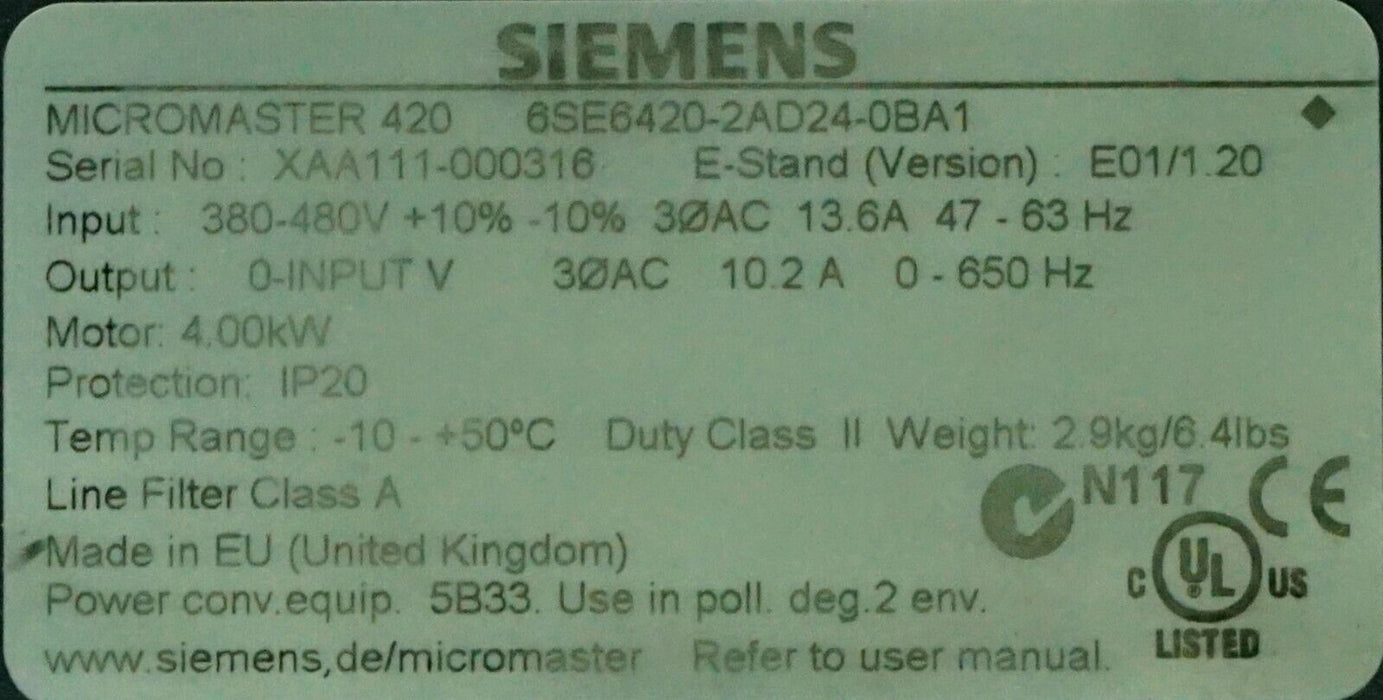 SIEMENS
MICROMASTER 420 6SE6420-2AD24-0BA1
Serial No : XAA111-000316 E-Stand (Version) : E01/1.20
Input : 380-480V +10% -10% 3ØAC 13.6A 47 - 63 Hz
Output : 0-INPUT V 3ØAC 10.2 A 0 - 650 Hz
Motor: 4.00kW
Protection: IP20
Temp Range : -10 - +50°C Duty Class II Weight: 2.9kg/6.4lbs
Line Filter Class A
N117 CE
Made in EU (United Kingdom)
C UL US
Power conv.equip. 5B33. Use in poll. deg.2 env.
LISTED
www.siemens,de/micromaster Refer to user manual.